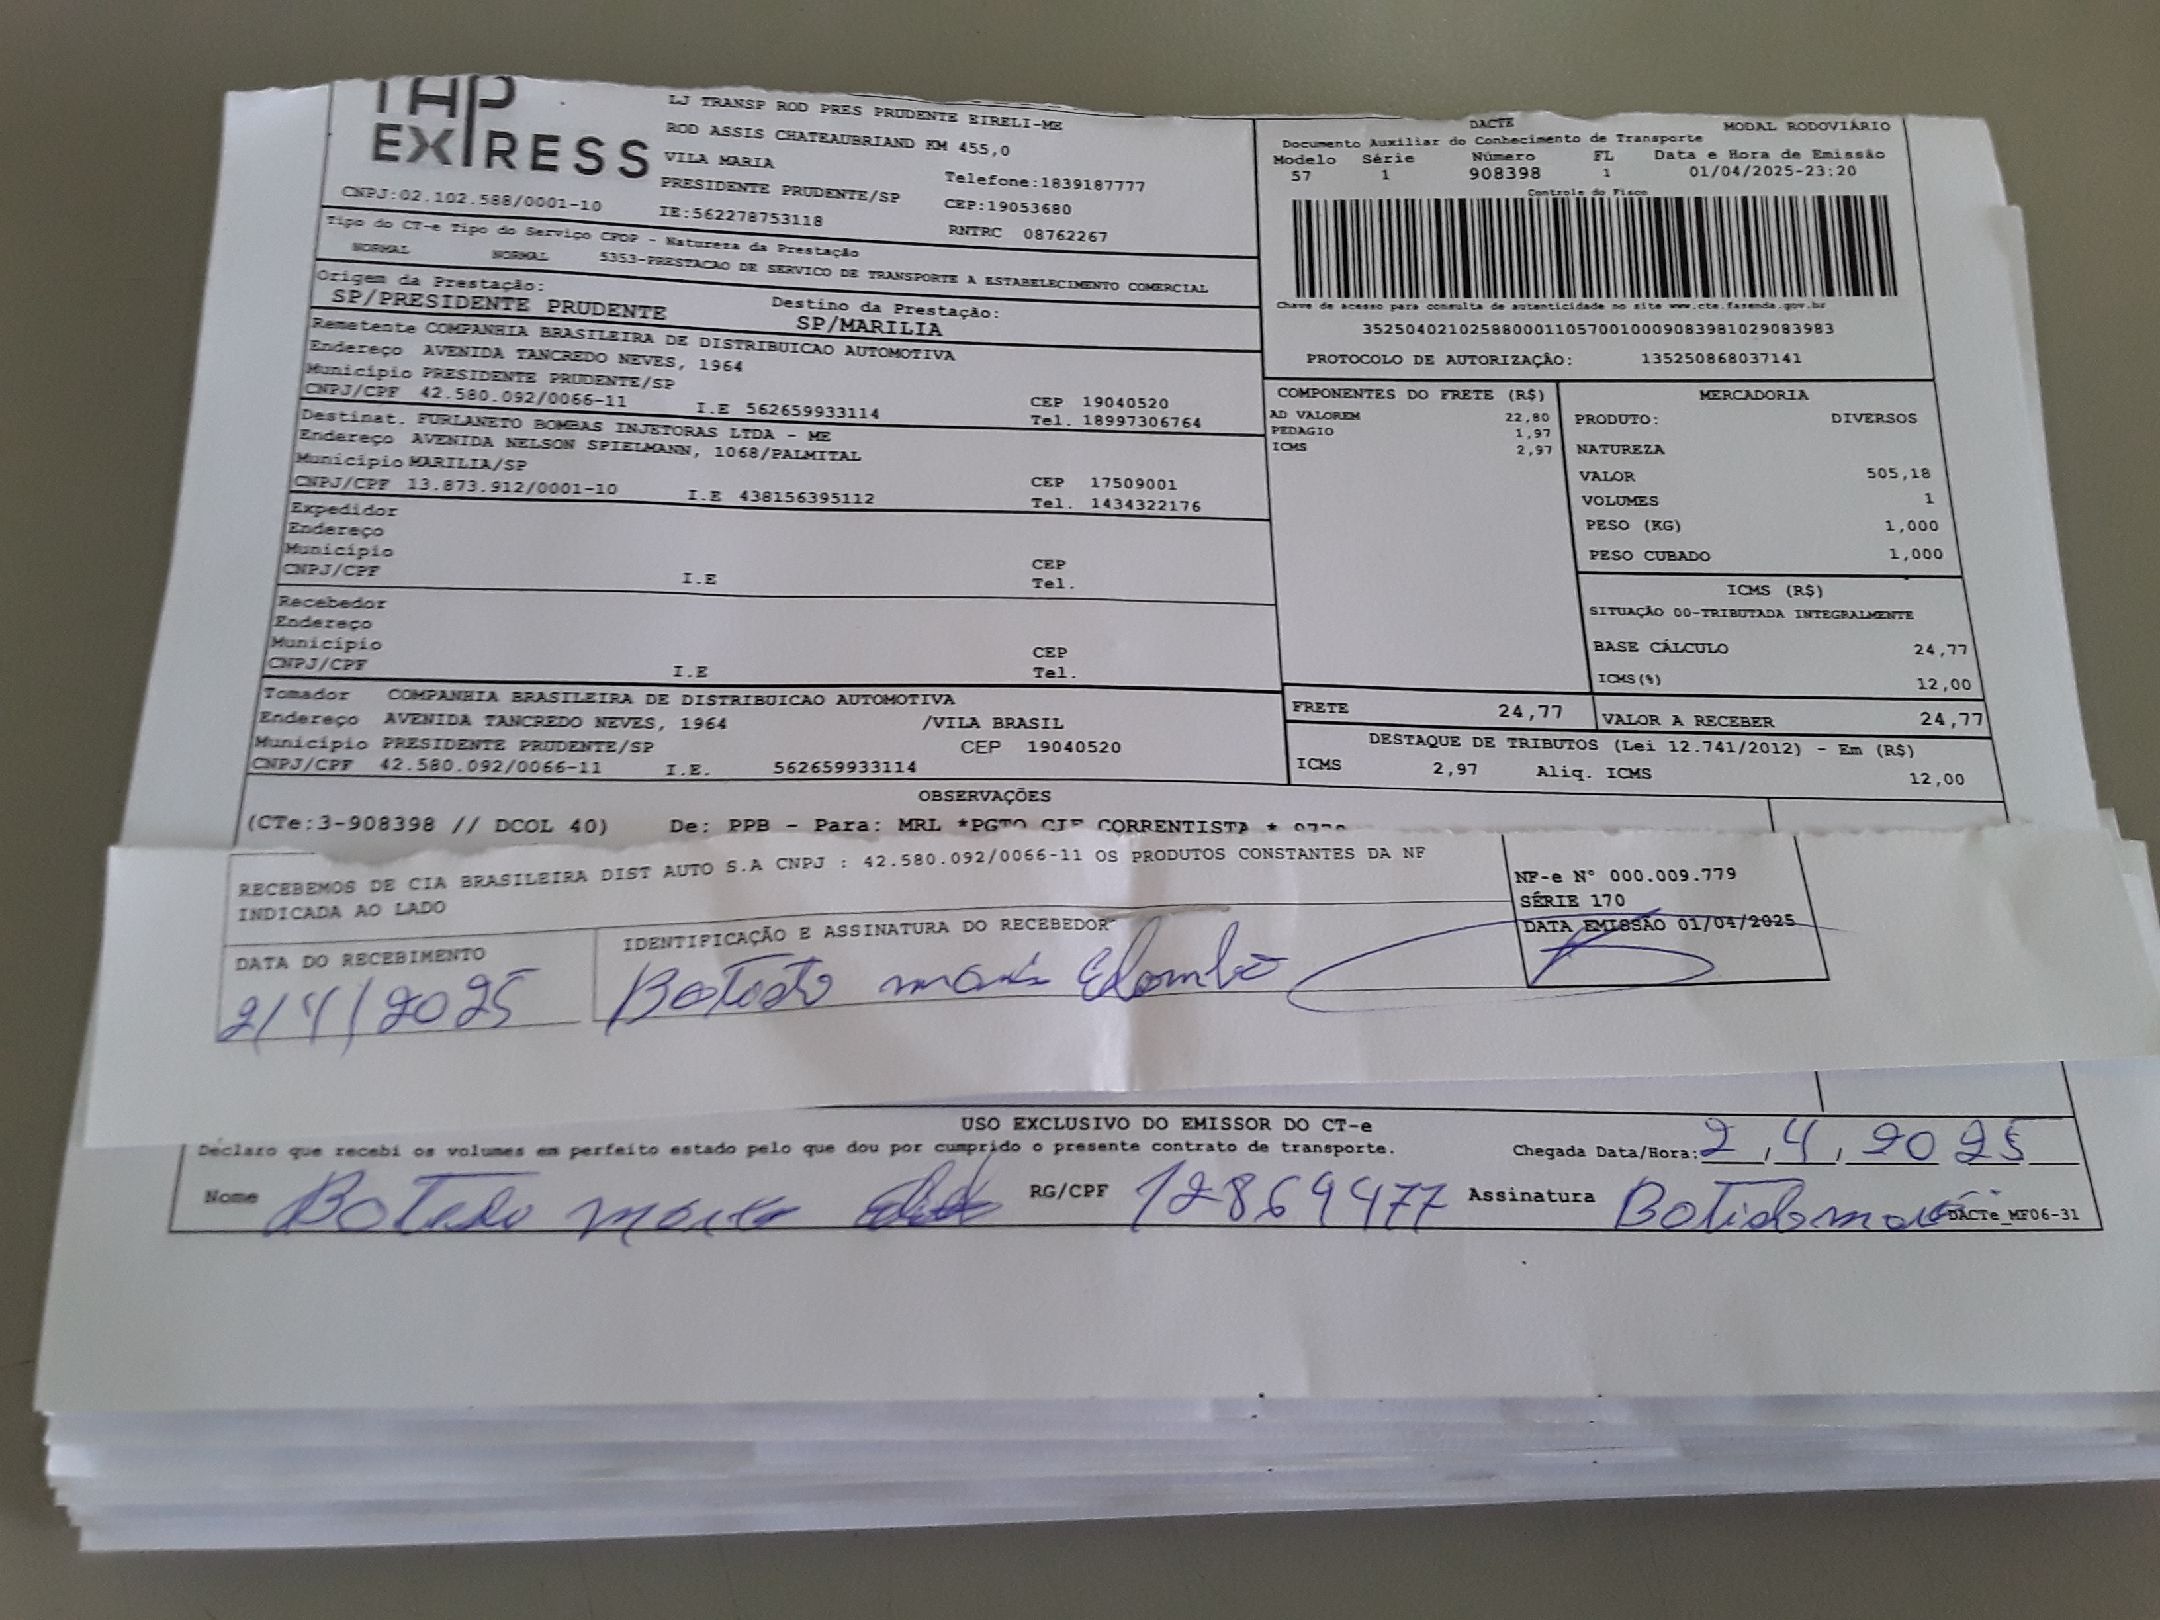 TAP
EXPRESS
CNPJ:02.102.588/0001-10
LJ TRANSP ROD PRES PRUDENTE EIRELI-ME
ROD ASSIS CHATEAUBRIAND KM 455,0
VILA MARIA
Telefone:1839187777
PRESIDENTE PRUDENTE/SP
CEP:19053680
IE:562278753118
RNTRC 08762267
DACTE
MODAL RODOVIÁRIO
Documento Auxiliar do Conhecimento de Transporte
Modelo Série Número FL Data e Hora de Emissão
57 1 908398 1 01/04/2025-23:20
Controle do Fisco
Chave de acesso para consulta de autenticidade no site www.cte.fazenda.gov.br
35250402102588000110570010009083981029083983
PROTOCOLO DE AUTORIZAÇÃO: 135250868037141
Tipo do CT-e Tipo do Serviço CFOP - Natureza da Prestação
NORMAL NORMAL 5353-PRESTACAO DE SERVICO DE TRANSPORTE A ESTABELECIMENTO COMERCIAL
Origem da Prestação: Destino da Prestação:
SP/PRESIDENTE PRUDENTE SP/MARILIA
Remetente COMPANHIA BRASILEIRA DE DISTRIBUICAO AUTOMOTIVA
Endereço AVENIDA TANCREDO NEVES, 1964
Município PRESIDENTE PRUDENTE/SP CEP 19040520
CNPJ/CPF 42.580.092/0066-11 I.E 562659933114 Tel. 18997306764
Destinat. FURLANETO BOMBAS INJETORAS LTDA - ME
Endereço AVENIDA NELSON SPIELMANN, 1068/PALMITAL
Município MARILIA/SP CEP 17509001
CNPJ/CPF 13.873.912/0001-10 I.E 438156395112 Tel. 1434322176
Expedidor
Endereço
Município CEP
CNPJ/CPF I.E Tel.
Recebedor
Endereço
Município CEP
CNPJ/CPF I.E Tel.
Tomador COMPANHIA BRASILEIRA DE DISTRIBUICAO AUTOMOTIVA
Endereço AVENIDA TANCREDO NEVES, 1964 /VILA BRASIL
Município PRESIDENTE PRUDENTE/SP CEP 19040520
CNPJ/CPF 42.580.092/0066-11 I.E. 562659933114
COMPONENTES DO FRETE (R$)
AD VALOREM 22,80
PEDAGIO 1,97
ICMS 2,97
MERCADORIA
PRODUTO: DIVERSOS
NATUREZA
VALOR 505,18
VOLUMES 1
PESO (KG) 1,000
PESO CUBADO 1,000
ICMS (R$)
SITUAÇÃO 00-TRIBUTADA INTEGRALMENTE
BASE CÁLCULO 24,77
ICMS(%) 12,00
FRETE 24,77 VALOR A RECEBER 24,77
DESTAQUE DE TRIBUTOS (Lei 12.741/2012) - Em (R$)
ICMS 2,97 Aliq. ICMS 12,00
OBSERVAÇÕES
(CTe:3-908398 // DCOL 40) De: PPB - Para: MRL *PGTO CIF CORRENTISTA *
RECEBEMOS DE CIA BRASILEIRA DIST AUTO S.A CNPJ : 42.580.092/0066-11 OS PRODUTOS CONSTANTES DA NF
INDICADA AO LADO
NF-e N° 000.009.779
SÉRIE 170
DATA EMISSÃO 01/04/2025
DATA DO RECEBIMENTO IDENTIFICAÇÃO E ASSINATURA DO RECEBEDOR
2/4/2025
USO EXCLUSIVO DO EMISSOR DO CT-e
Declaro que recebi os volumes em perfeito estado pelo que dou por cumprido o presente contrato de transporte. Chegada Data/Hora: 2,4,2025
Nome RG/CPF 12869477 Assinatura
DACTe_MF06-31